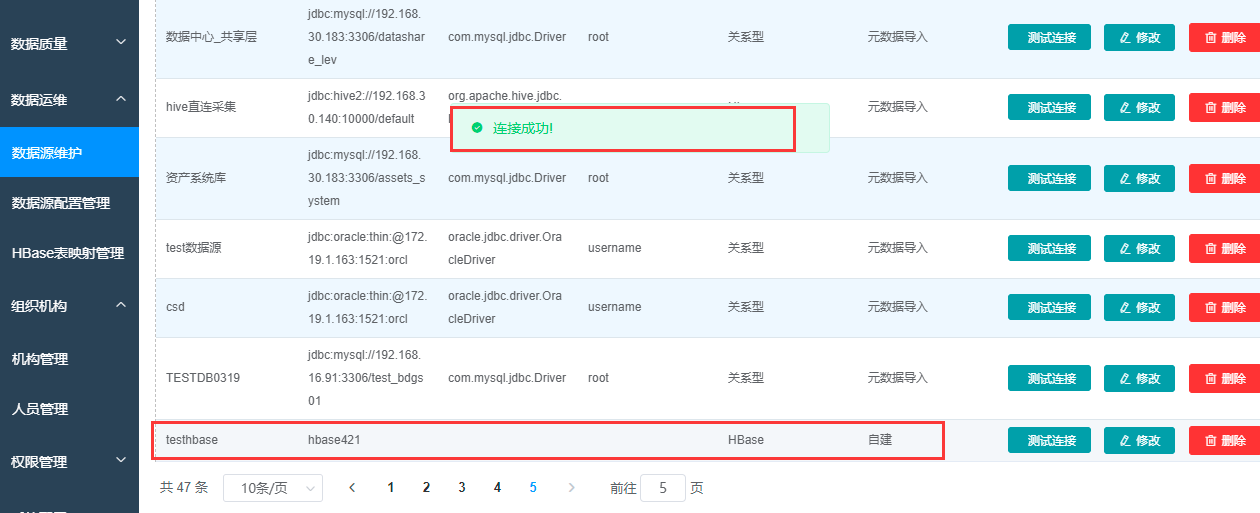 数据质量
数据运维
数据源维护
数据源配置管理
HBase表映射管理
组织机构
机构管理
人员管理
权限管理
jdbc:mysql://192.168.
数据中心_共享层 30.183:3306/datashar com.mysql.jdbc.Driver root 关系型 元数据导入 测试连接 修改 删除
e_lev
jdbc:hive2://192.168.3 org.apache.hive.jdbc.
hive直连采集 元数据导入 测试连接 修改 删除
0.140:10000/default
连接成功!
jdbc:mysql://192.168.
资产系统库 30.183:3306/assets_s com.mysql.jdbc.Driver root 关系型 元数据导入 测试连接 修改 删除
ystem
jdbc:oracle:thin:@172. oracle.jdbc.driver.Ora
test数据源 username 关系型 元数据导入 测试连接 修改 删除
19.1.163:1521:orcl cleDriver
jdbc:oracle:thin:@172. oracle.jdbc.driver.Ora
csd username 关系型 元数据导入 测试连接 修改 删除
19.1.163:1521:orcl cleDriver
jdbc:mysql://192.168.
TESTDB0319 16.91:3306/test_bdgs com.mysql.jdbc.Driver root 关系型 元数据导入 测试连接 修改 删除
01
testhbase hbase421 HBase 自建 测试连接 修改 删除
共 47 条 10条/页 1 2 3 4 5 前往 5 页